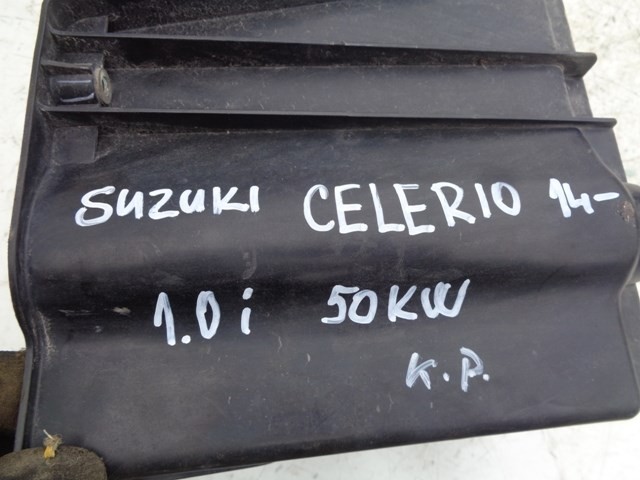 SUZUKI CELERIO 14-
1.0i 50KW
K.P.